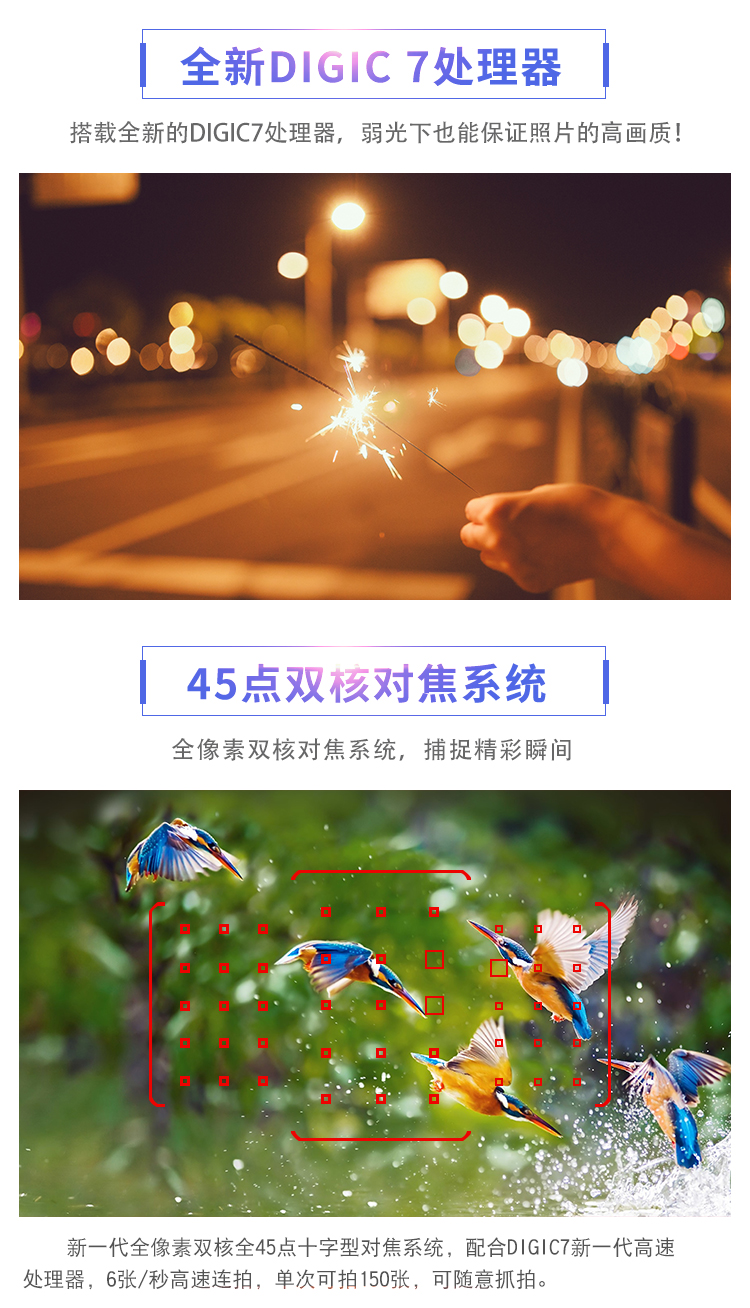 全新DIGIC 7处理器
搭载全新的DIGIC7处理器，弱光下也能保证照片的高画质！
45点双核对焦系统
全像素双核对焦系统，捕捉精彩瞬间
新一代全像素双核全45点十字型对焦系统，配合DIGIC7新一代高速
处理器，6张/秒高速连拍，单次可拍150张，可随意抓拍。